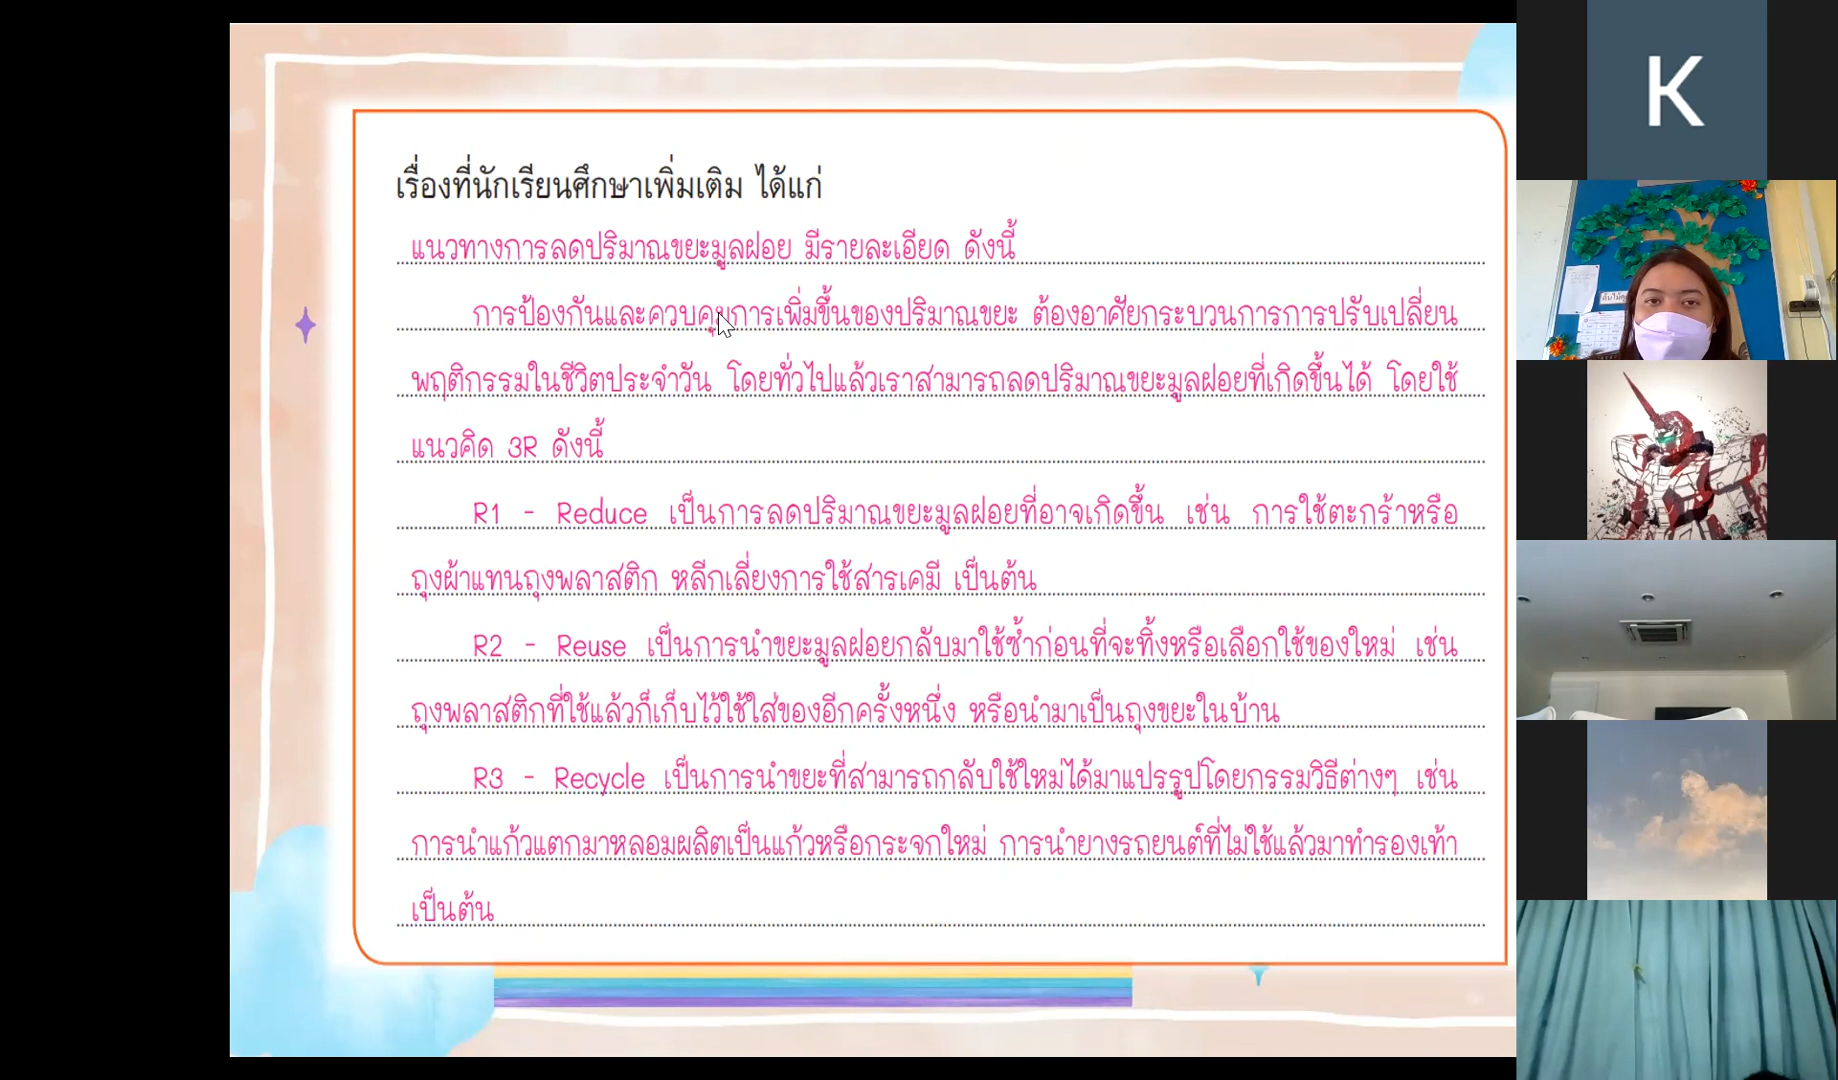 เรื่องที่นักเรียนศึกษาเพิ่มเติม ได้แก่
แนวทางการลดปริมาณขยะมูลฝอย มีรายละเอียด ดังนี้
การป้องกันและควบคุมการเพิ่มขึ้นของปริมาณขยะ ต้องอาศัยกระบวนการการปรับเปลี่ยน
พฤติกรรมในชีวิตประจำวัน โดยทั่วไปแล้วเราสามารถลดปริมาณขยะมูลฝอยที่เกิดขึ้นได้ โดยใช้
แนวคิด 3R ดังนี้
R1 - Reduce เป็นการลดปริมาณขยะมูลฝอยที่อาจเกิดขึ้น เช่น การใช้ตะกร้าหรือ
ถุงผ้าแทนถุงพลาสติก หลีกเลี่ยงการใช้สารเคมี เป็นต้น
R2 - Reuse เป็นการนำขยะมูลฝอยกลับมาใช้ซ้ำก่อนที่จะทิ้งหรือเลือกใช้ของใหม่ เช่น
ถุงพลาสติกที่ใช้แล้วก็เก็บไว้ใช้ใส่ของอีกครั้งหนึ่ง หรือนำมาเป็นถุงขยะในบ้าน
R3 - Recycle เป็นการนำขยะที่สามารถกลับใช้ใหม่ได้มาแปรรูปโดยกรรมวิธีต่างๆ เช่น
การนำแก้วแตกมาหลอมผลิตเป็นแก้วหรือกระจกใหม่ การนำยางรถยนต์ที่ไม่ใช้แล้วมาทำรองเท้า
เป็นต้น
K